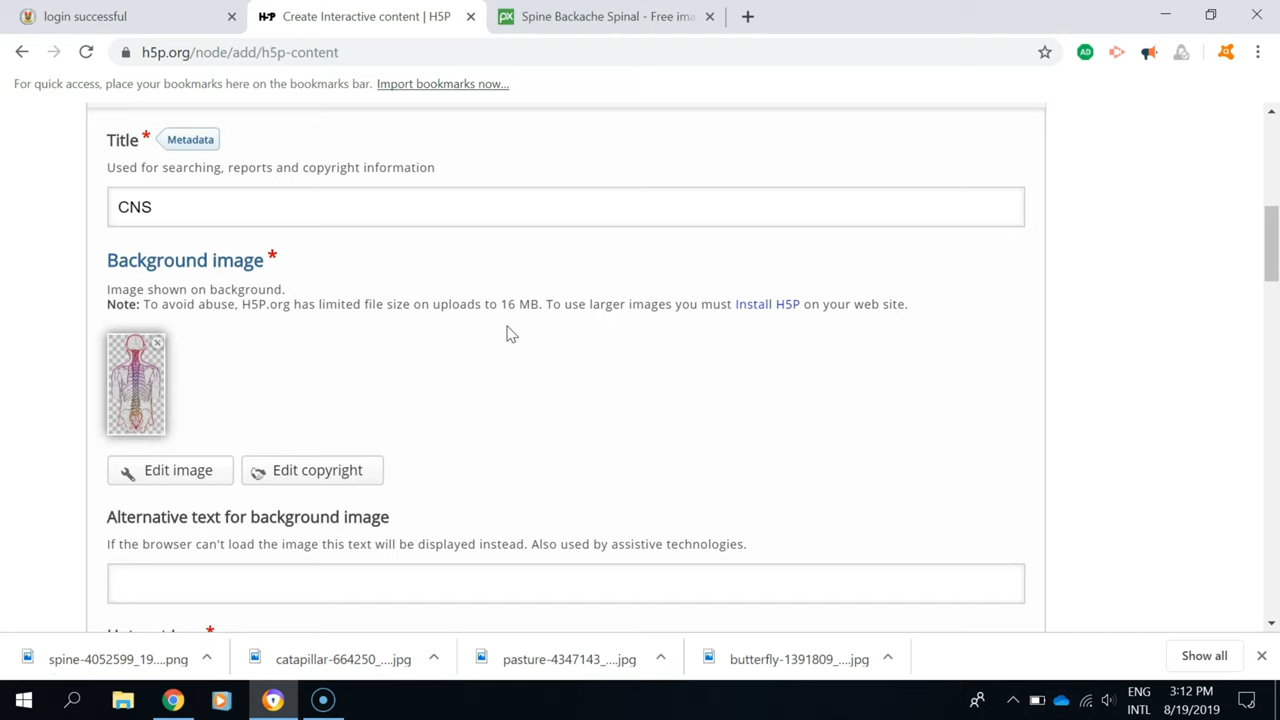 login successful
H-P Create Interactive content | H5P
px Spine Backache Spinal - Free ima
h5p.org/node/add/h5p-content
AD
For quick access, place your bookmarks here on the bookmarks bar. Import bookmarks now...
Title * Metadata
Used for searching, reports and copyright information
CNS
Background image *
Image shown on background.
Note: To avoid abuse, H5P.org has limited file size on uploads to 16 MB. To use larger images you must Install H5P on your web site.
Edit image Edit copyright
Alternative text for background image
If the browser can't load the image this text will be displayed instead. Also used by assistive technologies.
spine-4052599_19....png catapillar-664250_....jpg pasture-4347143_....jpg butterfly-1391809_....jpg Show all
ENG 3:12 PM
INTL 8/19/2019